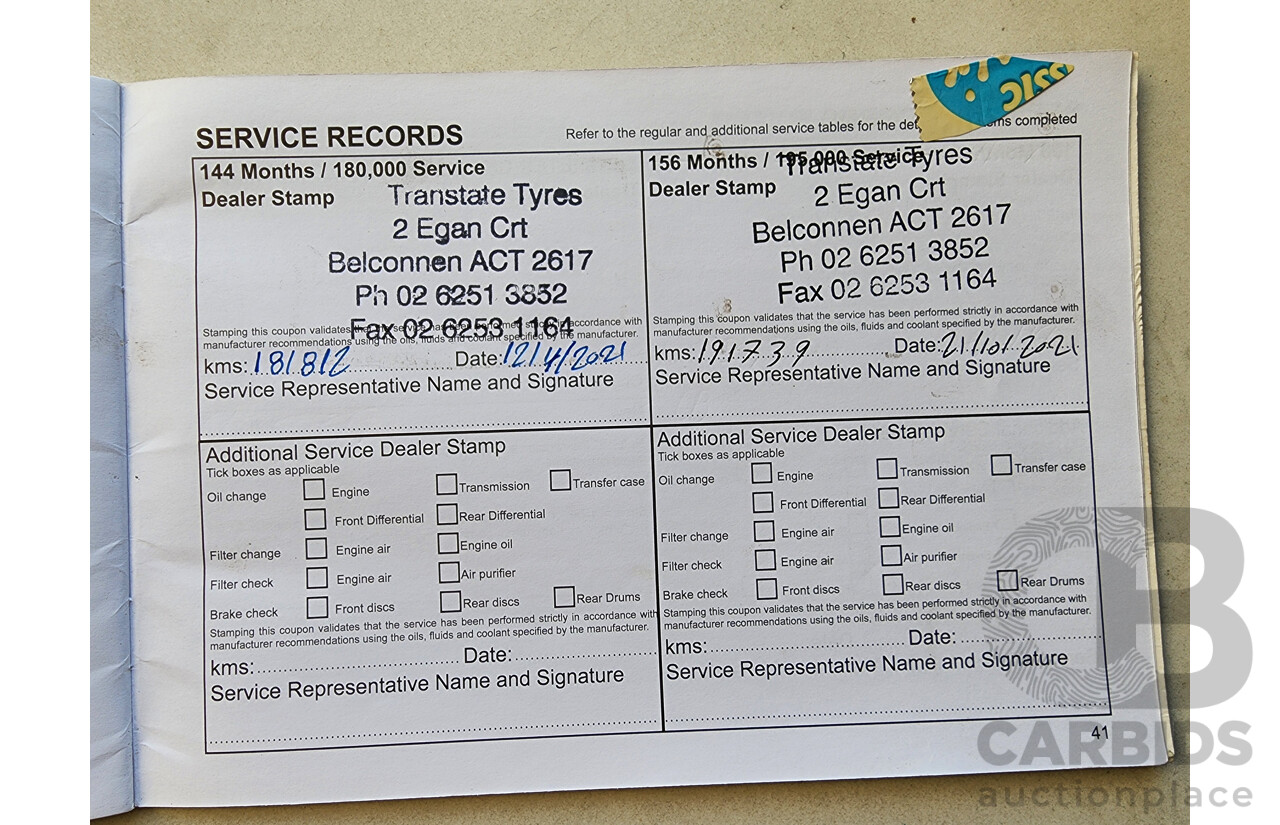 SSIC
SERVICE RECORDS
Refer to the regular and additional service tables for the completed
144 Months / 180,000 Service
Dealer Stamp
Transtate Tyres
2 Egan Crt
Belconnen ACT 2617
Ph 02 6251 3852
Fax 02 6253 1164
Stamping this coupon validates that the service has been performed strictly in accordance with
manufacturer recommendations using the oils, fluids and coolant specified by the manufacturer.
kms: 181812 Date: 12/4/2021
Service Representative Name and Signature
Additional Service Dealer Stamp
Tick boxes as applicable
Oil change Engine Transmission Transfer case
Front Differential Rear Differential
Filter change Engine air Engine oil
Filter check Engine air Air purifier
Brake check Front discs Rear discs Rear Drums
Stamping this coupon validates that the service has been performed strictly in accordance with
manufacturer recommendations using the oils, fluids and coolant specified by the manufacturer.
kms: Date:
Service Representative Name and Signature
156 Months / 195,000 Service
Dealer Stamp
Transtate Tyres
2 Egan Crt
Belconnen ACT 2617
Ph 02 6251 3852
Fax 02 6253 1164
Stamping this coupon validates that the service has been performed strictly in accordance with
manufacturer recommendations using the oils, fluids and coolant specified by the manufacturer.
kms: 191739 Date: 21/10/2021
Service Representative Name and Signature
Additional Service Dealer Stamp
Tick boxes as applicable
Oil change Engine Transmission Transfer case
Front Differential Rear Differential
Filter change Engine air Engine oil
Filter check Engine air Air purifier
Brake check Front discs Rear discs Rear Drums
Stamping this coupon validates that the service has been performed strictly in accordance with
manufacturer recommendations using the oils, fluids and coolant specified by the manufacturer.
kms: Date:
Service Representative Name and Signature
41
CARBIDS
auctionplace